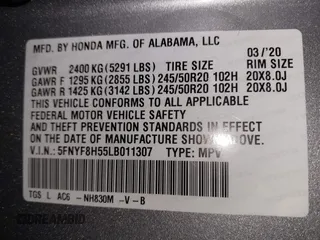 MFD. BY HONDA MFG. OF ALABAMA, LLC
03/'20
GVWR 2400 KG (5291 LBS) TIRE SIZE RIM SIZE
GAWR F 1295 KG (2855 LBS) 245/50R20 102H 20X8.0J
GAWR R 1425 KG (3142 LBS) 245/50R20 102H 20X8.0J
THIS VEHICLE CONFORMS TO ALL APPLICABLE
FEDERAL MOTOR VEHICLE SAFETY
AND THEFT PREVENTION STANDARDS IN EFFECT
ON THE DATE OF MANUFACTURE SHOWN ABOVE.
V.I.N.: 5FNYF8H55LB011307 TYPE: MPV
TGS L AC6 -NH830M -V-B
DREAMBID